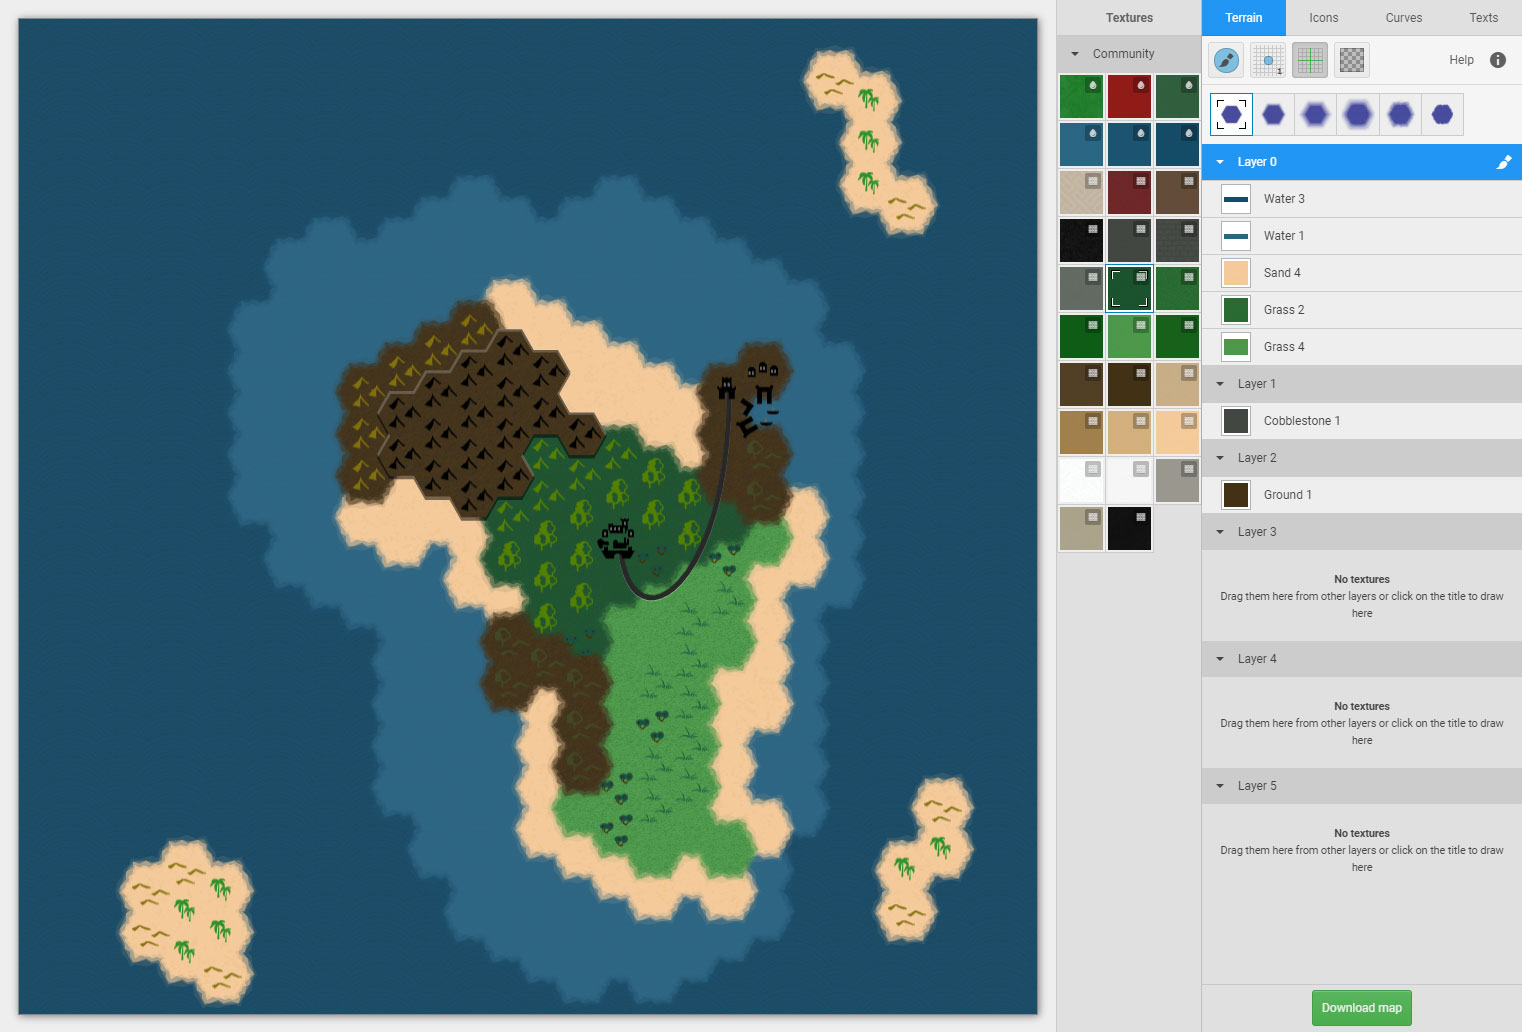 Textures
Terrain
Icons
Curves
Texts
Community
1
Help
Layer 0
Water 3
Water 1
Sand 4
Grass 2
Grass 4
Layer 1
Cobblestone 1
Layer 2
Ground 1
Layer 3
No textures
Drag them here from other layers or click on the title to draw
here
Layer 4
No textures
Drag them here from other layers or click on the title to draw
here
Layer 5
No textures
Drag them here from other layers or click on the title to draw
here
Download map